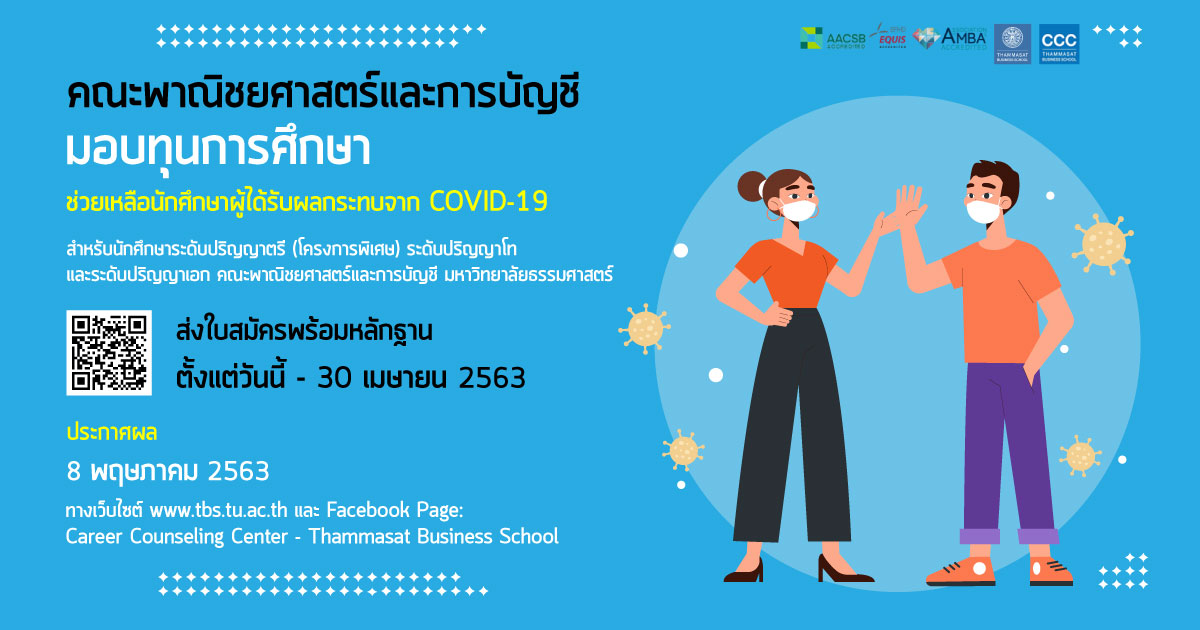 AACSB
ACCREDITED
EFMD
EQUIS
ACCREDITED
ASSOCIATION
AMBA
ACCREDITED
THAMMASAT
BUSINESS SCHOOL
CCC
THAMMASAT
BUSINESS SCHOOL
คณะพาณิชยศาสตร์และการบัญชี
มอบทุนการศึกษา
ช่วยเหลือนักศึกษาผู้ได้รับผลกระทบจาก COVID-19
สำหรับนักศึกษาระดับปริญญาตรี (โครงการพิเศษ) ระดับปริญญาโท
และระดับปริญญาเอก คณะพาณิชยศาสตร์และการบัญชี มหาวิทยาลัยธรรมศาสตร์
ส่งใบสมัครพร้อมหลักฐาน
ตั้งแต่วันนี้ - 30 เมษายน 2563
ประกาศผล
8 พฤษภาคม 2563
ทางเว็บไซต์ www.tbs.tu.ac.th และ Facebook Page:
Career Counseling Center - Thammasat Business School